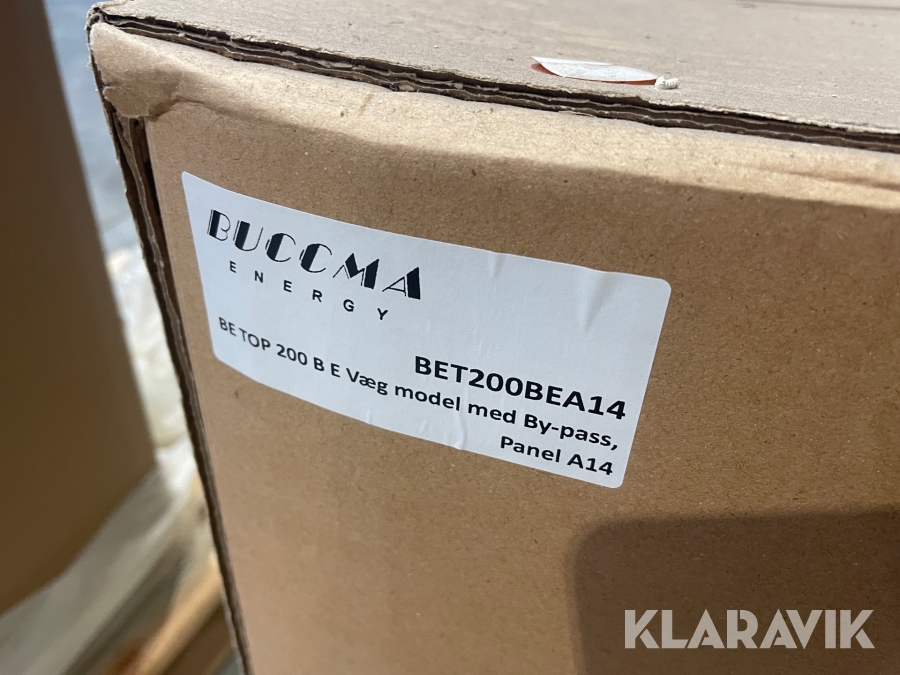 BUCCMA
ENERGY
BET200BEA14
BE TOP 200 B E Væg model med By-pass,
Panel A14
KLARAVIK